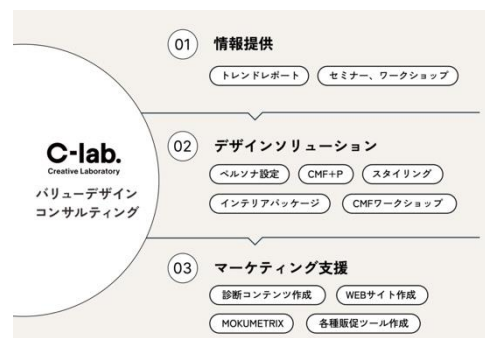 C-lab.
Creative Laboratory
バリューデザイン
コンサルティング
01 情報提供
トレンドレポート セミナー、ワークショップ
02 デザインソリューション
ペルソナ設定 CMF+P スタイリング
インテリアパッケージ CMFワークショップ
03 マーケティング支援
診断コンテンツ作成 WEBサイト作成
MOKUMETRIX 各種販促ツール作成